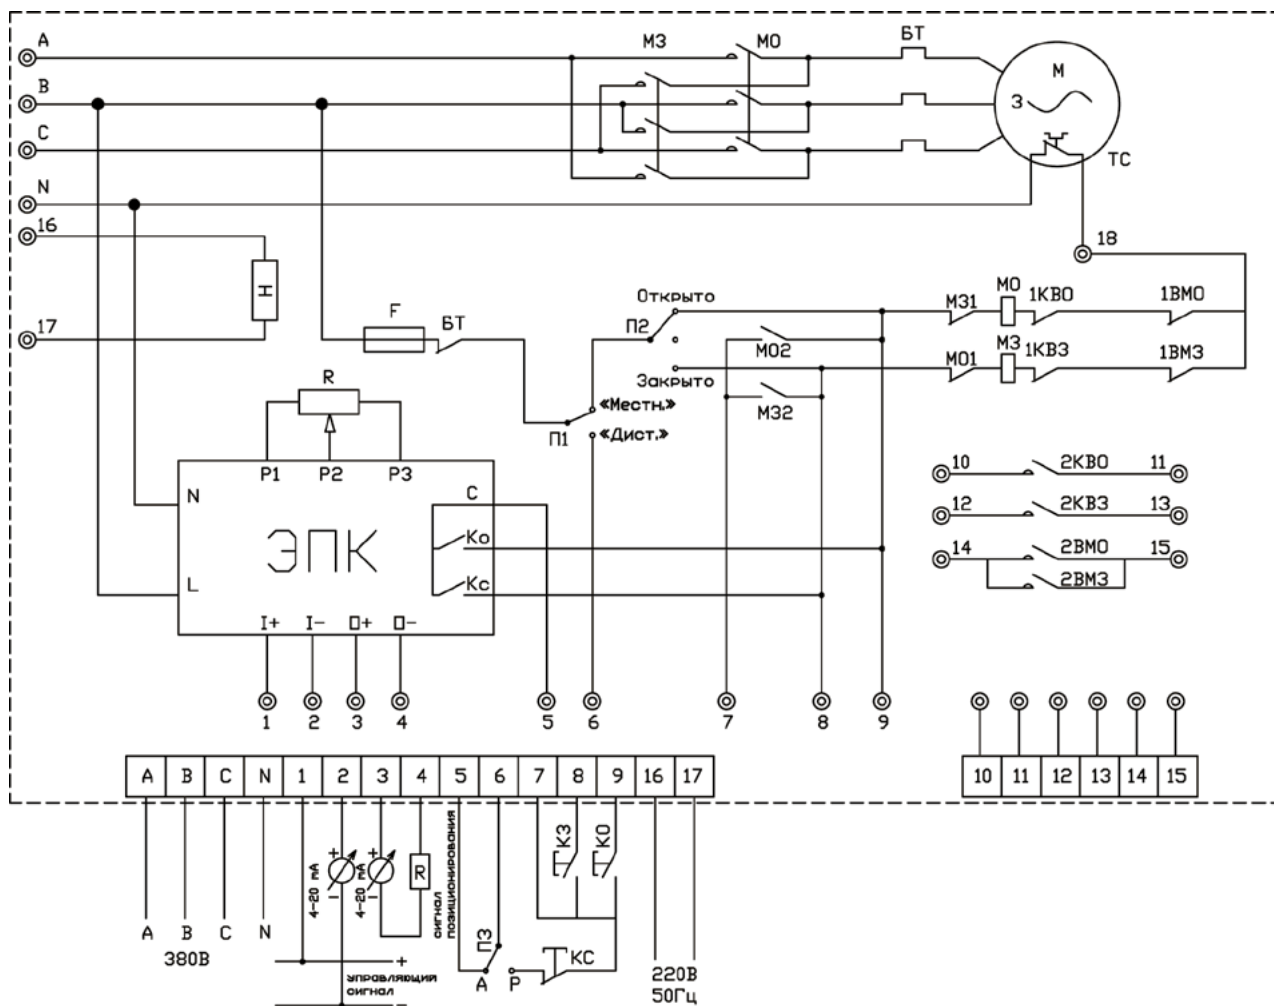 A
МЗ
МО
БТ
М
B
3
C
ТС
N
16
18
Н
МО
Открыто
МЗ1
1КВО
1ВМО
17
F
БТ
П2
МО2
МЗ
МО1
1КВЗ
1ВМЗ
R
Закрыто
«Местн.»
МЗ2
П1
«Дист.»
P1
P2
P3
10
2КВО
11
N
C
12
2КВЗ
13
ЭПК
Ko
14
2ВМО
15
L
Kc
2ВМЗ
I+
I-
O+
O-
1
2
3
4
5
6
7
8
9
A
B
C
N
1
2
3
4
5
6
7
8
9
16
17
10
11
12
13
14
15
4-20 mA
+
-
4-20 mA
+
-
R
сигнал
позиционирования
КЗ
КО
П3
A
B
C
N
380В
А
Р
КС
+
управляющий
сигнал
-
220В
50Гц